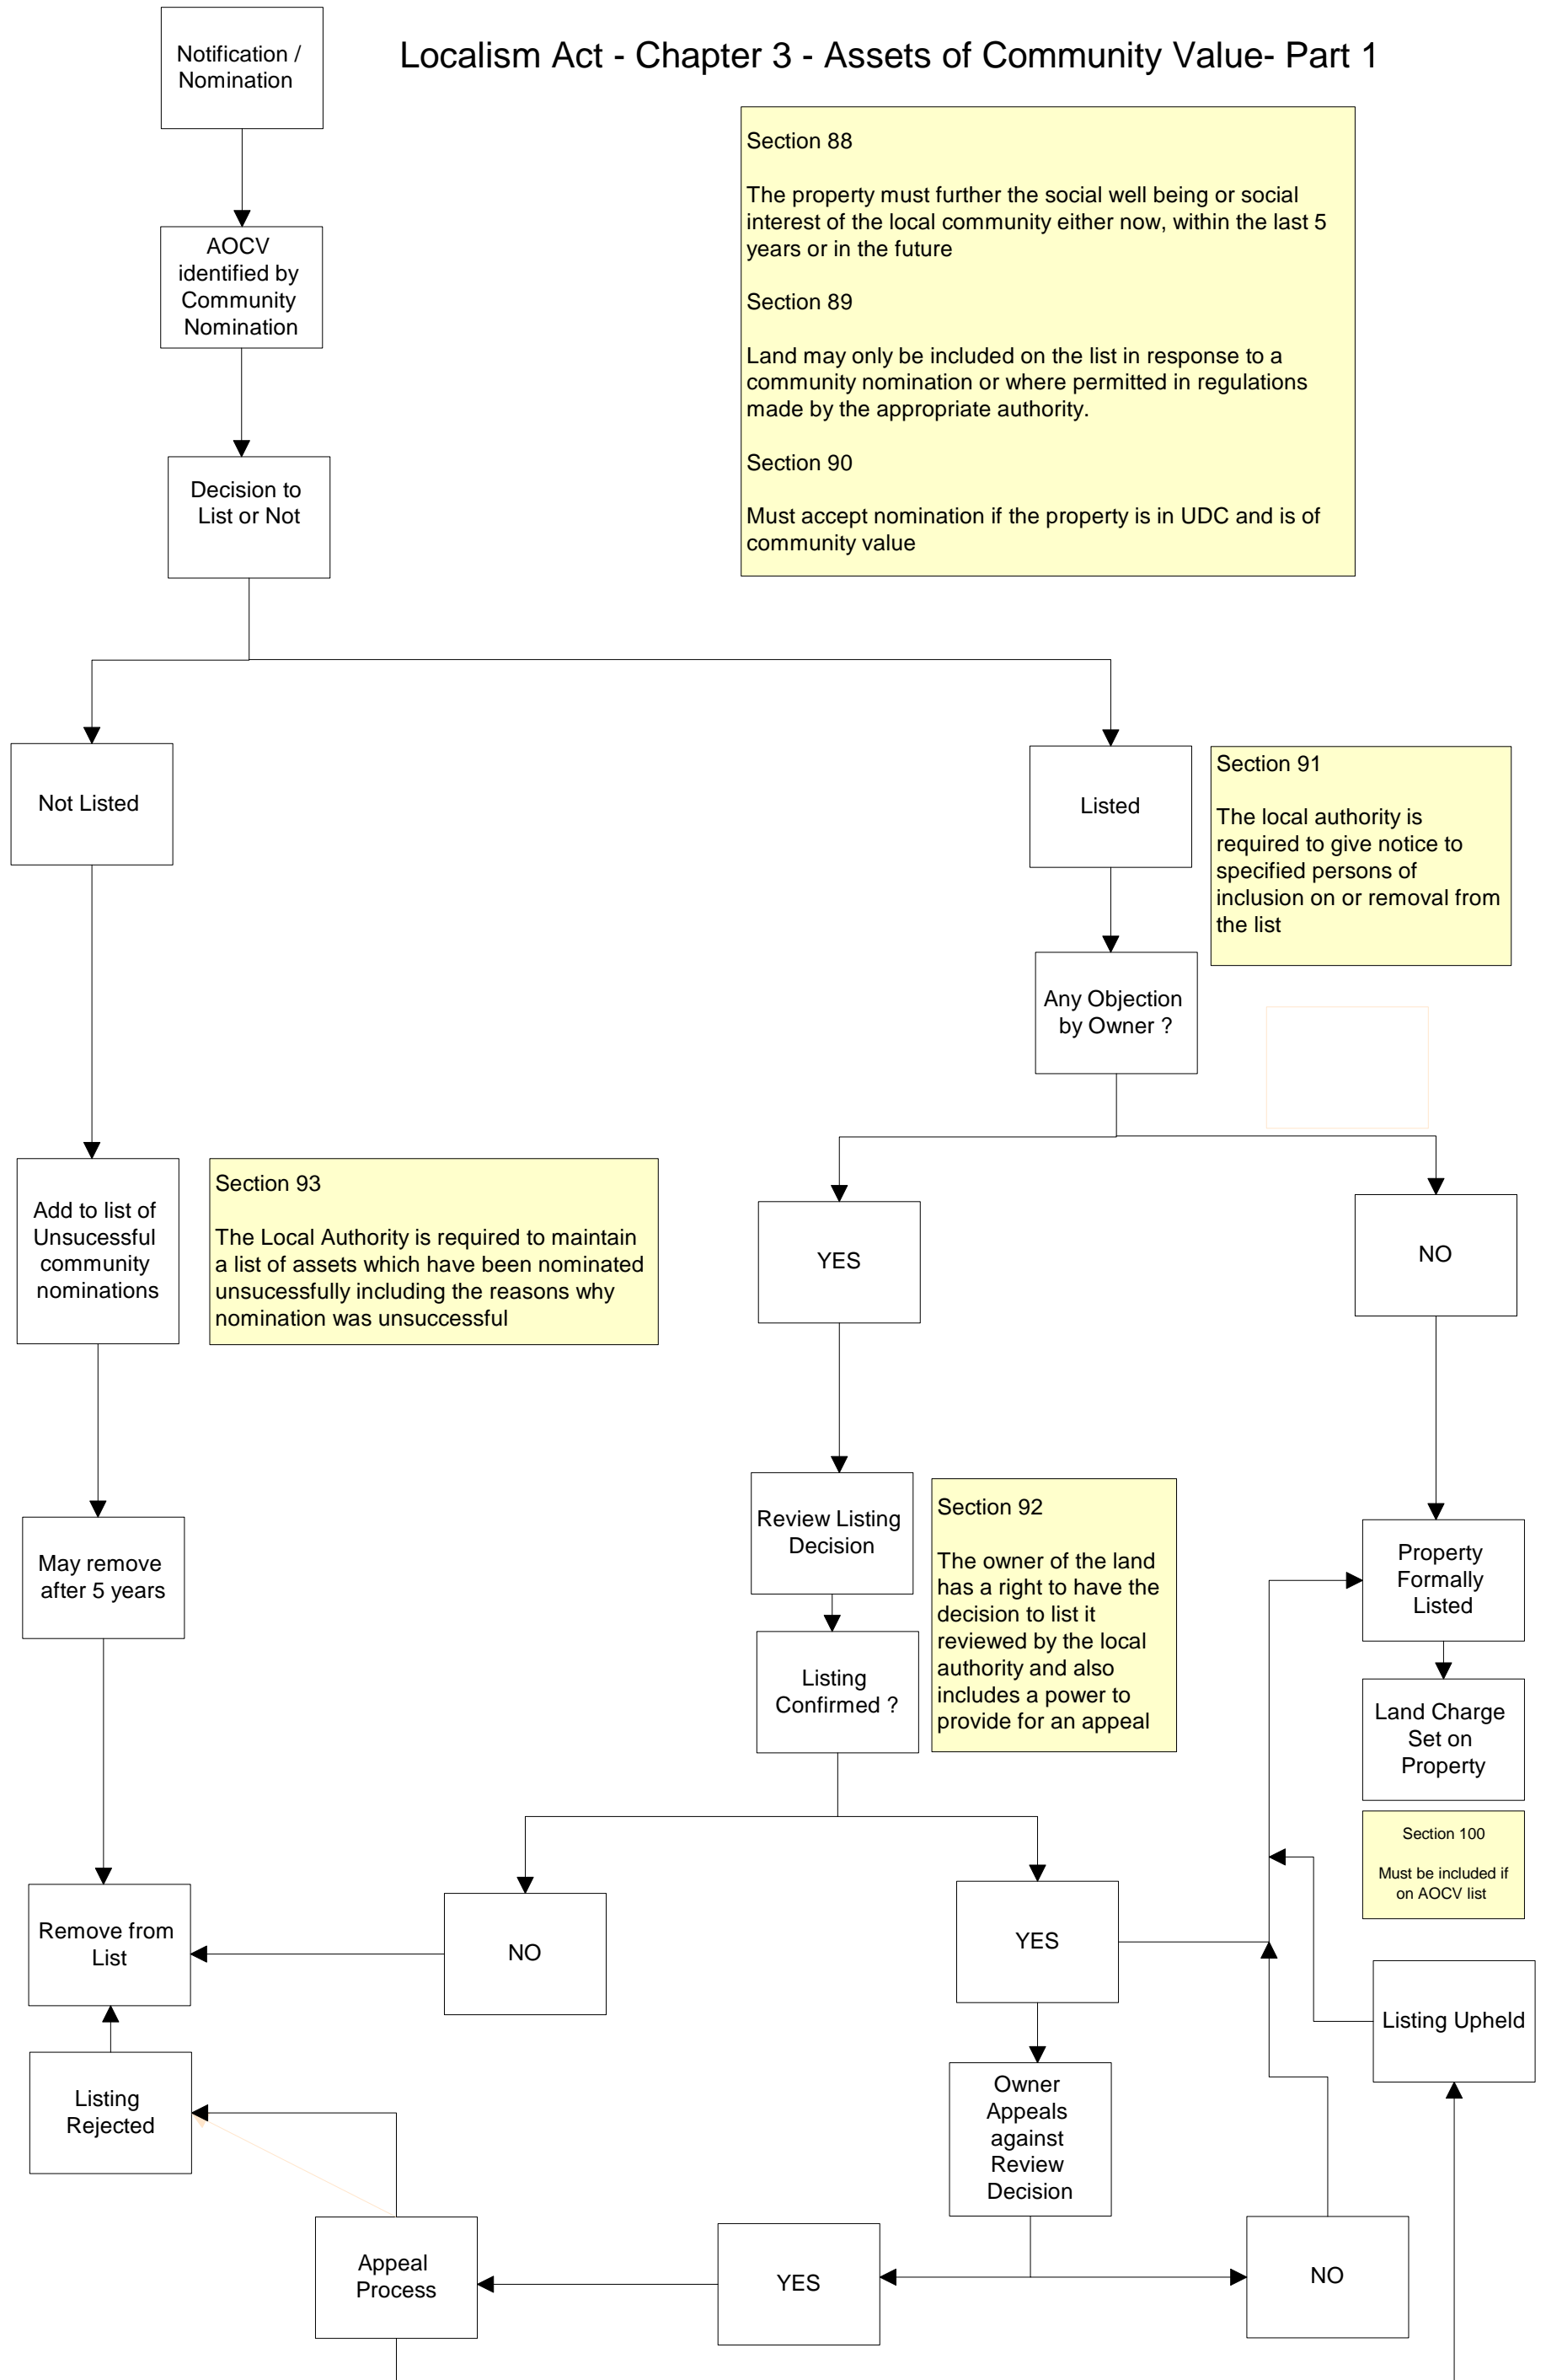 Notification /
Nomination
Localism Act - Chapter 3 - Assets of Community Value- Part 1
Section 88
The property must further the social well being or social
interest of the local community either now, within the last 5
years or in the future
Section 89
Land may only be included on the list in response to a
community nomination or where permitted in regulations
made by the appropriate authority.
Section 90
Must accept nomination if the property is in UDC and is of
community value
AOCV
identified by
Community
Nomination
Decision to
List or Not
Not Listed
Listed
Section 91
The local authority is
required to give notice to
specified persons of
inclusion on or removal from
the list
Any Objection
by Owner ?
Add to list of
Unsucessful
community
nominations
Section 93
The Local Authority is required to maintain
a list of assets which have been nominated
unsucessfully including the reasons why
nomination was unsuccessful
YES
NO
Review Listing
Decision
Section 92
The owner of the land
has a right to have the
decision to list it
reviewed by the local
authority and also
includes a power to
provide for an appeal
May remove
after 5 years
Property
Formally
Listed
Listing
Confirmed ?
Land Charge
Set on
Property
Section 100
Must be included if
on AOCV list
Remove from
List
NO
YES
Listing Upheld
Listing
Rejected
Owner
Appeals
against
Review
Decision
Appeal
Process
YES
NO